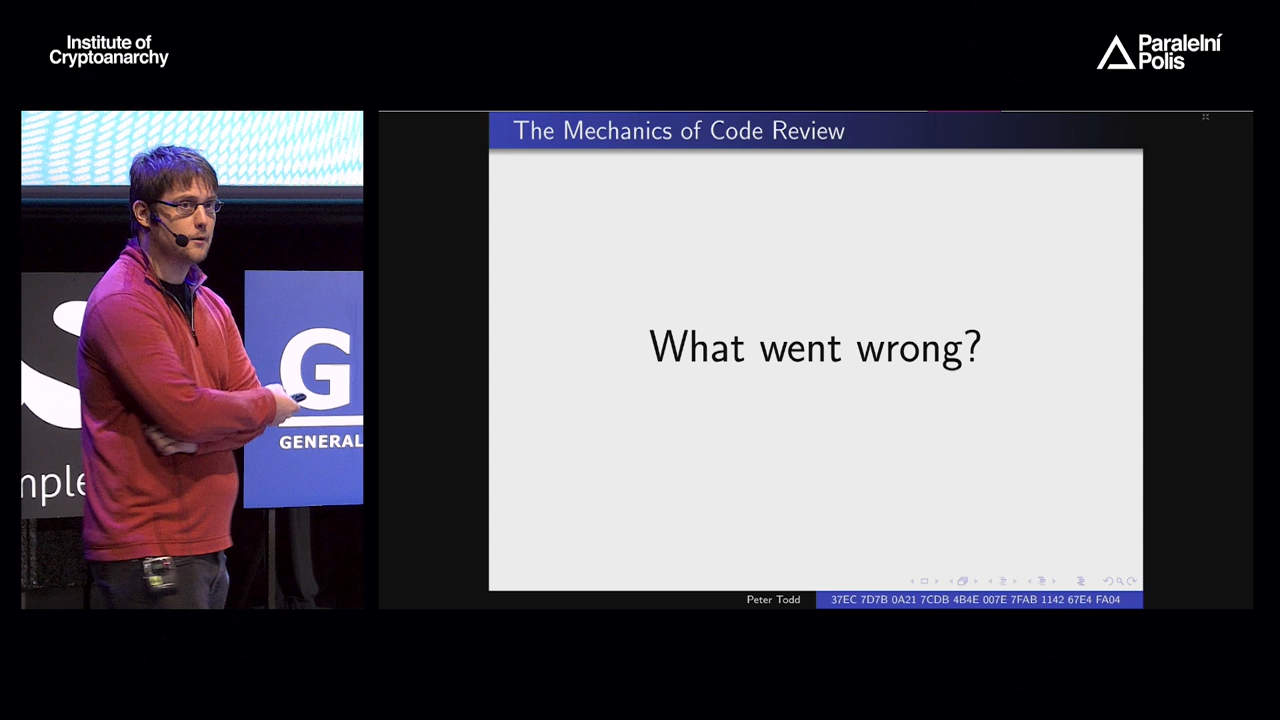 Institute of
Cryptoanarchy
Paralelní
Polis
The Mechanics of Code Review
What went wrong?
G
GENERAL
mple
Peter Todd
37EC 7D7B 0A21 7CDB 4B4E 007E 7FAB 1142 67E4 FA04